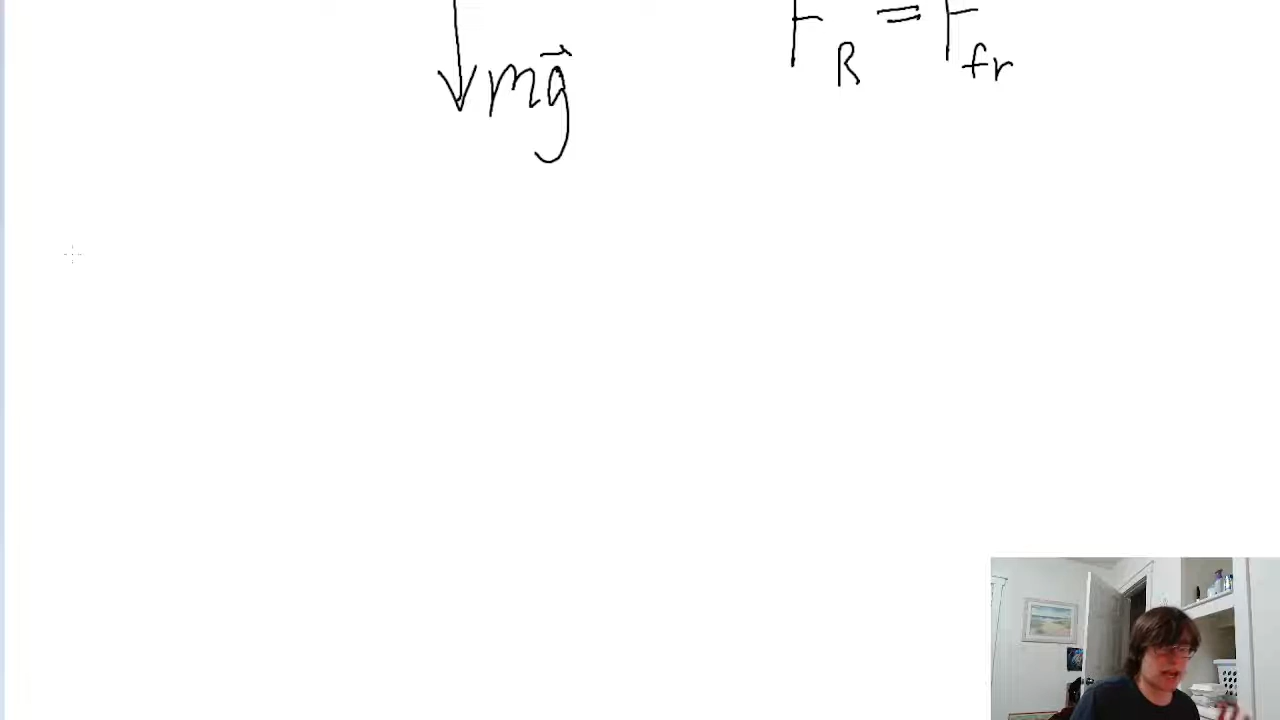 F_R = F_fr
mg⃗